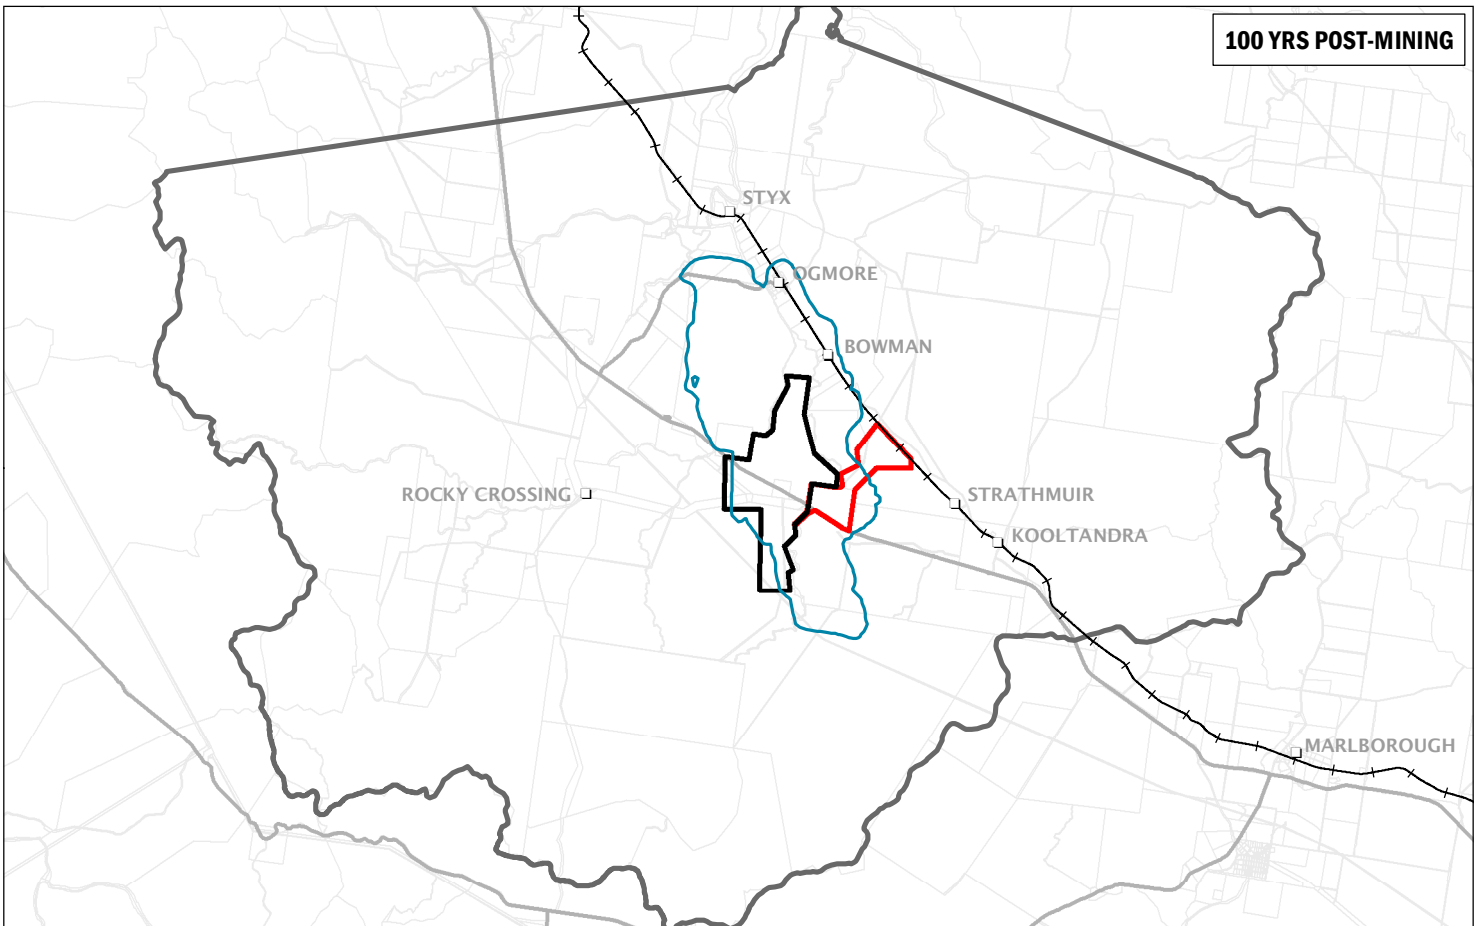 100 YRS POST-MINING
STYX
OGMORE
BOWMAN
ROCKY CROSSING
STRATHMUIR
KOOLTANDRA
MARLBOROUGH